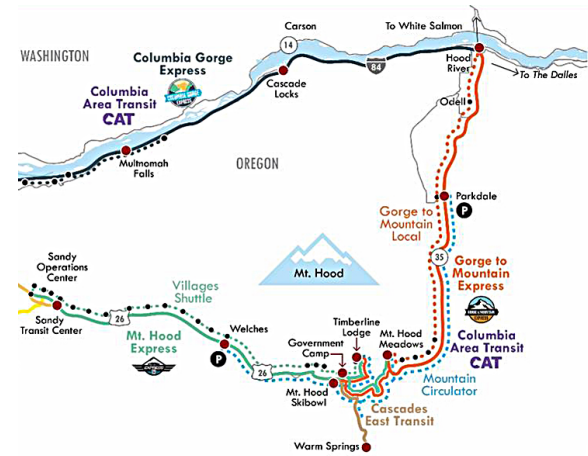 Carson
To White Salmon
WASHINGTON
14
Columbia Gorge
Express
84
Hood
River
To The Dalles
Columbia
Area Transit
CAT
Cascade
Locks
Odell
Multnomah
Falls
OREGON
Parkdale
P
Gorge to
Mountain
Local
35
Sandy
Operations
Center
Mt. Hood
Gorge to
Mountain
Express
Villages
Shuttle
Sandy
Transit Center
26
Mt. Hood
Express
Welches
P
26
Timberline
Lodge
Mt. Hood
Meadows
Government
Camp
Columbia
Area Transit
CAT
Mt. Hood
Skibowl
Mountain
Circulator
Cascades
East Transit
Warm Springs